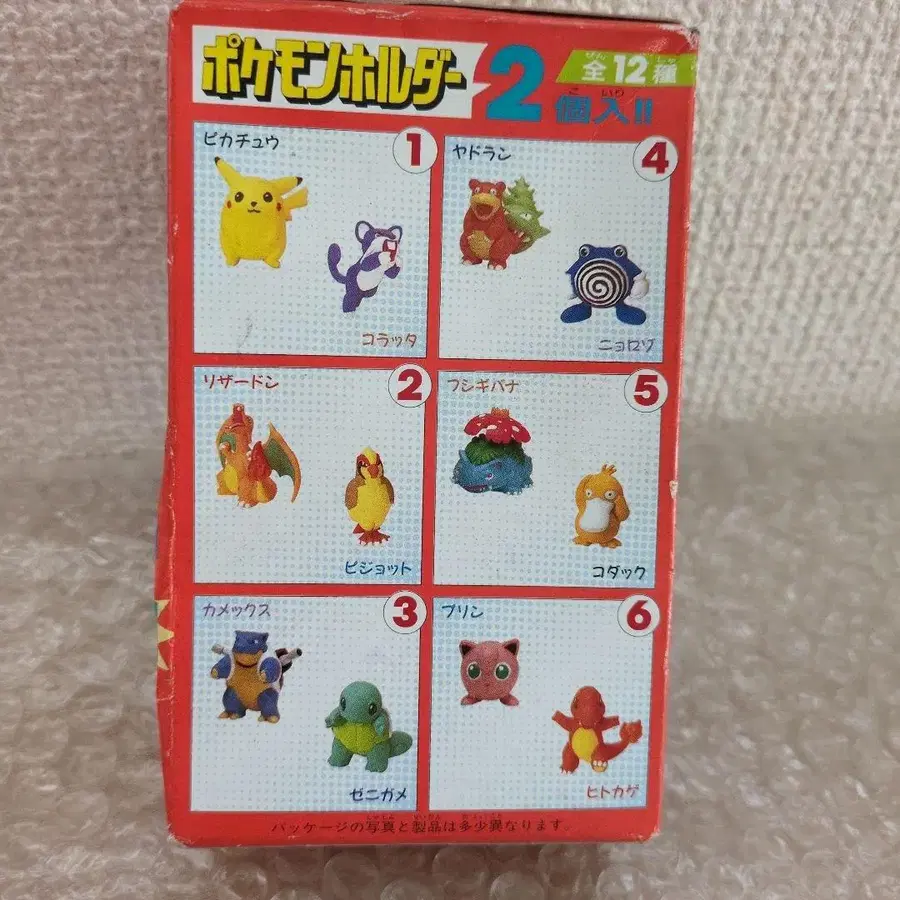 ポケモンホルダー
2個入!!
こ いり
全12種
ピカチュウ
1
コラッタ
ヤドラン
4
ニョロゾ
リザードン
2
ピジョット
フシギバナ
5
コダック
カメックス
3
ゼニガメ
プリン
6
ヒトカゲ
パッケージの写真と製品は多少異なります。